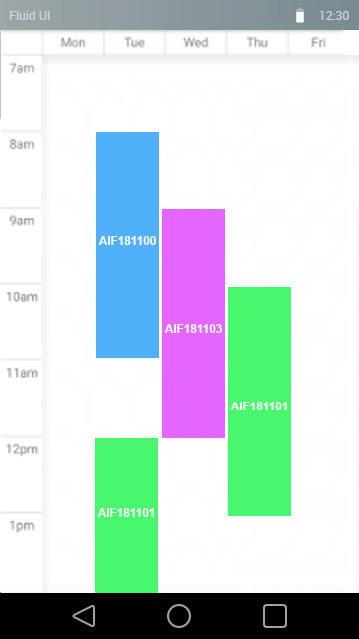 Fluid UI 12:30
Mon Tue Wed Thu Fri
7am
8am
9am
AIF181100
10am
AIF181103
11am
AIF181101
12pm
AIF181101
1pm